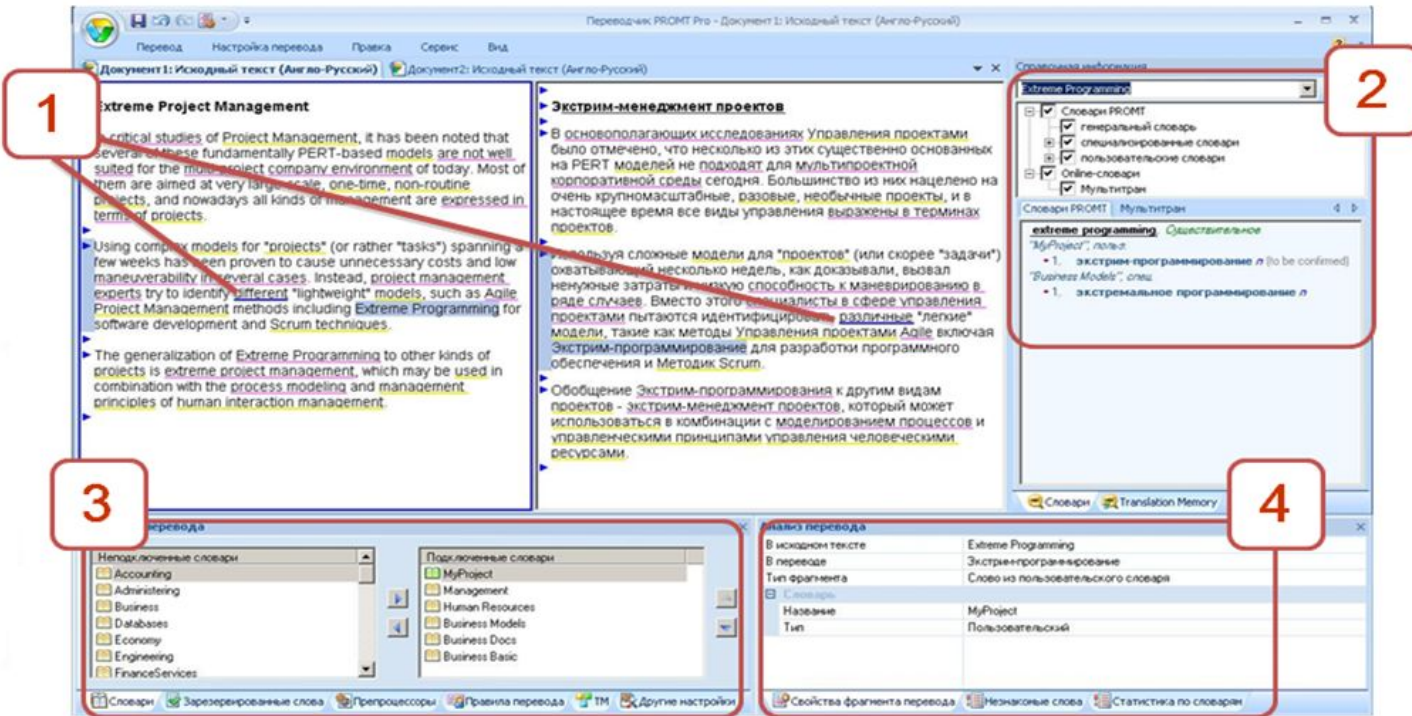 Переводчик PROMT Pro - Документ 1: Исходный текст (Англо-Русский)
Перевод Настройка перевода Правка Сервис Вид
Документ1: Исходный текст (Англо-Русский) Документ2: Исходный текст (Англо-Русский)
1
Extreme Project Management
critical studies of Project Management, it has been noted that
several of these fundamentally PERT-based models are not well
suited for the multi-project company environment of today. Most of
them are aimed at very large-scale, one-time, non-routine
projects, and nowadays all kinds of management are expressed in
terms of projects.
Using complex models for "projects" (or rather "tasks") spanning a
few weeks has been proven to cause unnecessary costs and low
maneuverability in several cases. Instead, project management
experts try to identify different "lightweight" models, such as Agile
Project Management methods including Extreme Programming for
software development and Scrum techniques.
The generalization of Extreme Programming to other kinds of
projects is extreme project management, which may be used in
combination with the process modeling and management
principles of human interaction management.
Экстрим-менеджмент проектов
В основополагающих исследованиях Управления проектами
было отмечено, что несколько из этих существенно основанных
на PERT моделей не подходят для мультипроектной
корпоративной среды сегодня. Большинство из них нацелено на
очень крупномасштабные, разовые, необычные проекты, и в
настоящее время все виды управления выражены в терминах
проектов.
Используя сложные модели для "проектов" (или скорее "задачи")
охватывающий несколько недель, как доказывали, вызвал
ненужные затраты и низкую способность к маневрированию в
ряде случаев. Вместо этого специалисты в сфере управления
проектами пытаются идентифицировать различные "легкие"
модели, такие как методы Управления проектами Agile включая
Экстрим-программирование для разработки программного
обеспечения и Методик Scrum.
Обобщение Экстрим-программирования к другим видам
проектов - экстрим-менеджмент проектов, который может
использоваться в комбинации с моделированием процессов и
управленческими принципами управления человеческими
ресурсами.
2
Справочная информация
Extreme Programming
Словари PROMT
генеральный словарь
специализированные словари
пользовательские словари
Online-словари
Мультитран
Словари PROMT Мультитран
extreme programming, Существительное
"MyProject", польз.
1. экстрим-программирование n (to be confirmed)
"Business Models", спец.
1. экстремальное программирование n
Словари Translation Memory
3
перевода
Неподключенные словари
Accounting
Administering
Business
Databases
Economy
Engineering
FinanceServices
Подключенные словари
MyProject
Management
Human Resources
Business Models
Business Docs
Business Basic
Словари Зарезервированные слова Препроцессоры Правила перевода ТМ Другие настройки
4
Анализ перевода
В исходном тексте Extreme Programming
В переводе Экстрим-программирование
Тип фрагмента Слово из пользовательского словаря
Словарь
Название MyProject
Тип Пользовательский
Свойства фрагмента перевода Незнакомые слова Статистика по словарям